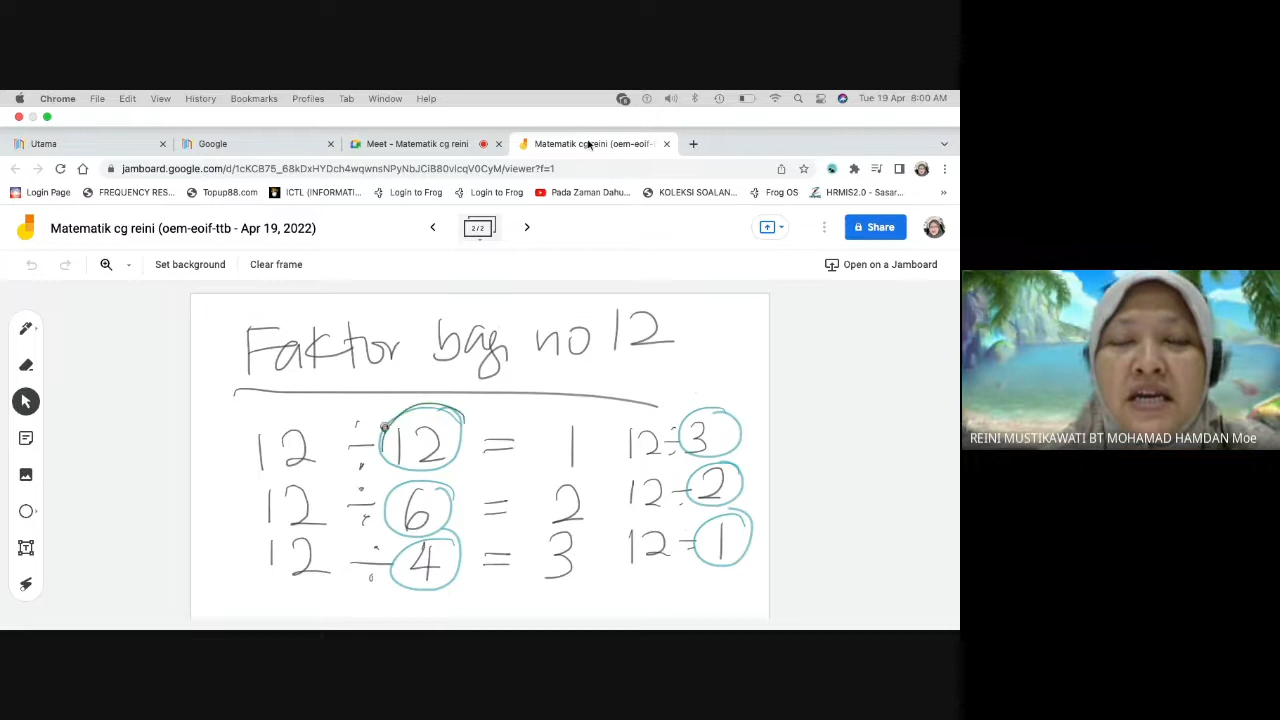 Chrome File Edit View History Bookmarks Profiles Tab Window Help Tue 19 Apr 8:00 AM
Utama Google Meet - Matematik cg reini Matematik cg reini (oem-eoif-
jamboard.google.com/d/1cKCB75_68kDxHYDch4wqwnsNPyNbJCiB80vlcqV0CyM/viewer?f=1
Login Page FREQUENCY RES... Topup88.com ICTL (INFORMATI... Login to Frog Login to Frog Pada Zaman Dahu... KOLEKSI SOALAN... Frog OS HRMIS2.0 - Sasar...
Matematik cg reini (oem-eoif-ttb - Apr 19, 2022) 2/2 Share
Set background Clear frame Open on a Jamboard
Faktor bag no 12
12 ÷ 12 = 1 12 ÷ 3
12 ÷ 6 = 2 12 ÷ 2
12 ÷ 4 = 3 12 ÷ 1
REINI MUSTIKAWATI BT MOHAMAD HAMDAN Moe